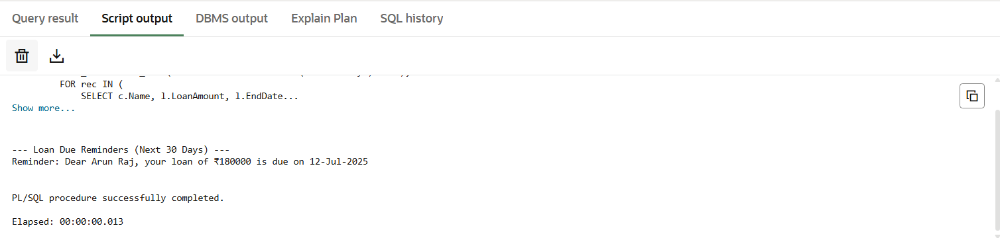 Query result Script output DBMS output Explain Plan SQL history
FOR rec IN (
SELECT c.Name, l.LoanAmount, l.EndDate...
Show more...
--- Loan Due Reminders (Next 30 Days) ---
Reminder: Dear Arun Raj, your loan of ₹180000 is due on 12-Jul-2025
PL/SQL procedure successfully completed.
Elapsed: 00:00:00.013